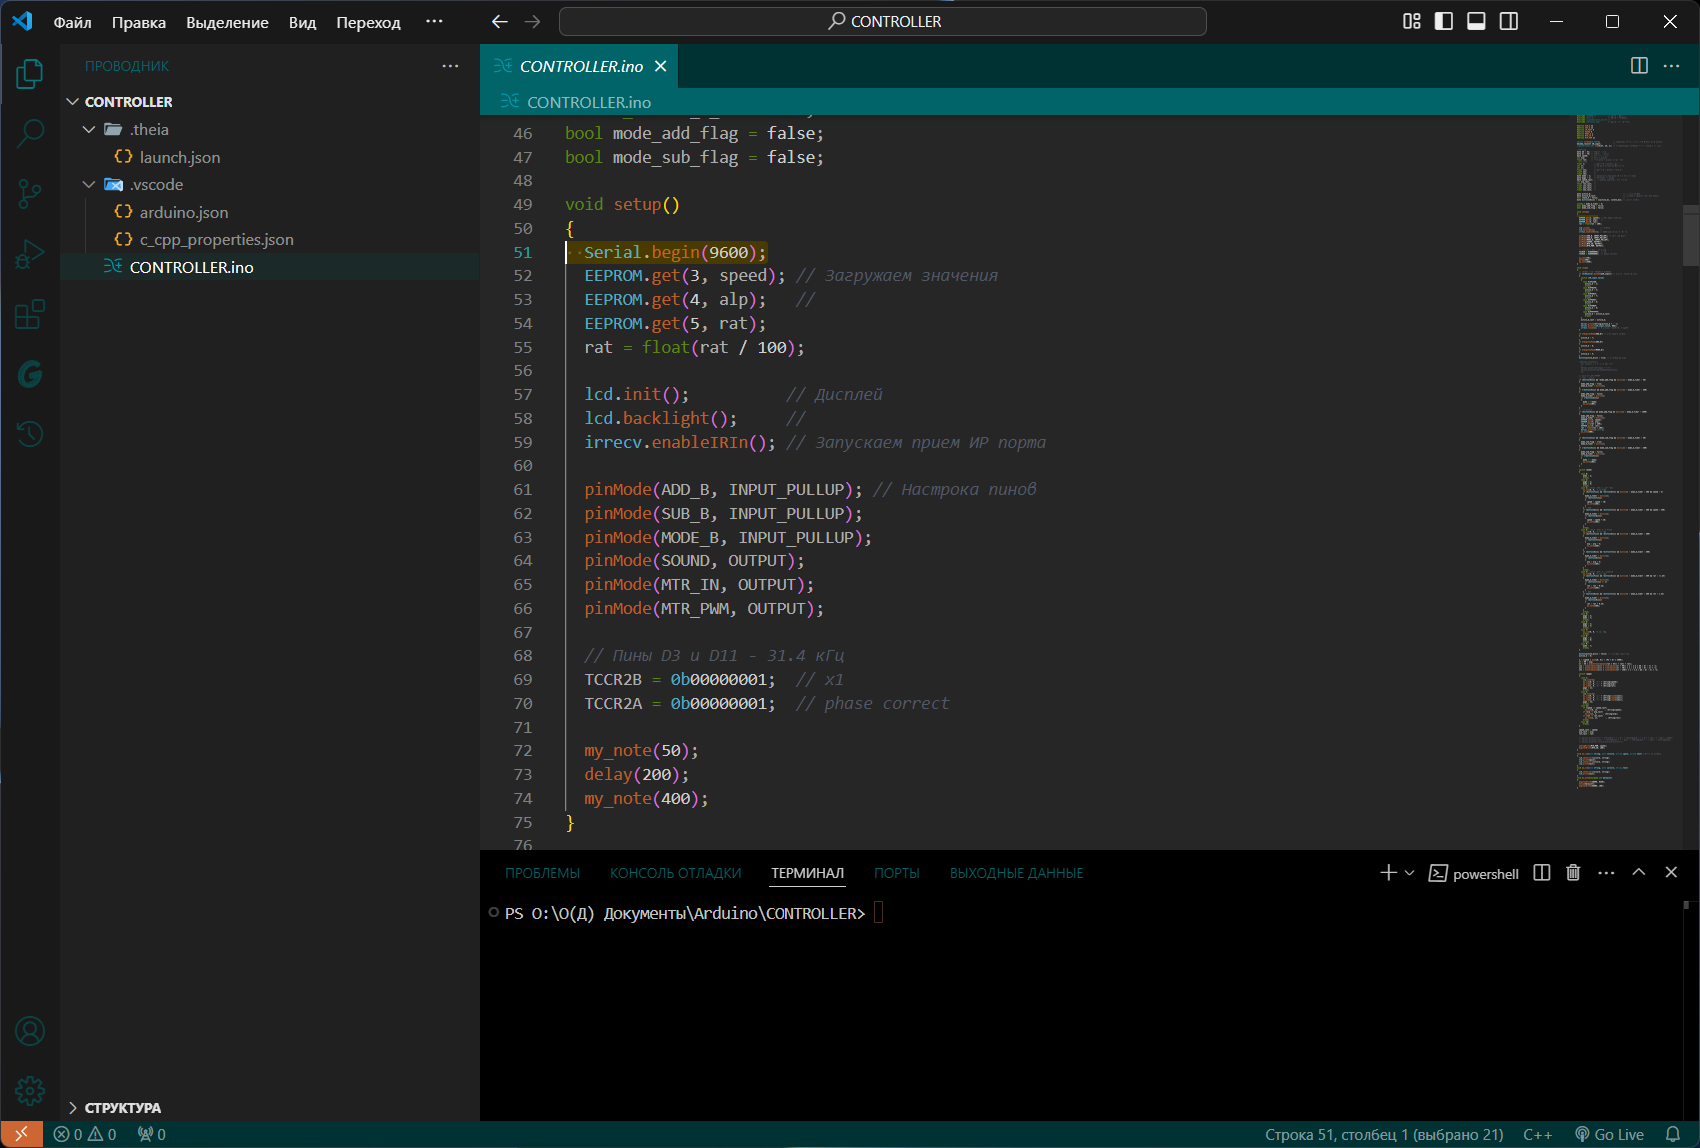 Файл Правка Выделение Вид Переход ··· CONTROLLER
ПРОВОДНИК ···
CONTROLLER
.theia
launch.json
.vscode
arduino.json
c_cpp_properties.json
CONTROLLER.ino
СТРУКТУРА
CONTROLLER.ino
CONTROLLER.ino
46 bool mode_add_flag = false;
47 bool mode_sub_flag = false;
48
49 void setup()
50 {
51 Serial.begin(9600);
52 EEPROM.get(3, speed); // Загружаем значения
53 EEPROM.get(4, alp); //
54 EEPROM.get(5, rat);
55 rat = float(rat / 100);
56
57 lcd.init(); // Дисплей
58 lcd.backlight(); //
59 irrecv.enableIRIn(); // Запускаем прием ИР порта
60
61 pinMode(ADD_B, INPUT_PULLUP); // Настрока пинов
62 pinMode(SUB_B, INPUT_PULLUP);
63 pinMode(MODE_B, INPUT_PULLUP);
64 pinMode(SOUND, OUTPUT);
65 pinMode(MTR_IN, OUTPUT);
66 pinMode(MTR_PWM, OUTPUT);
67
68 // Пины D3 и D11 - 31.4 кГц
69 TCCR2B = 0b00000001; // x1
70 TCCR2A = 0b00000001; // phase correct
71
72 my_note(50);
73 delay(200);
74 my_note(400);
75 }
76
ПРОБЛЕМЫ КОНСОЛЬ ОТЛАДКИ ТЕРМИНАЛ ПОРТЫ ВЫХОДНЫЕ ДАННЫЕ powershell ···
PS O:\О(Д) Документы\Arduino\CONTROLLER>
0 0 0 Строка 51, столбец 1 (выбрано 21) C++ Go Live